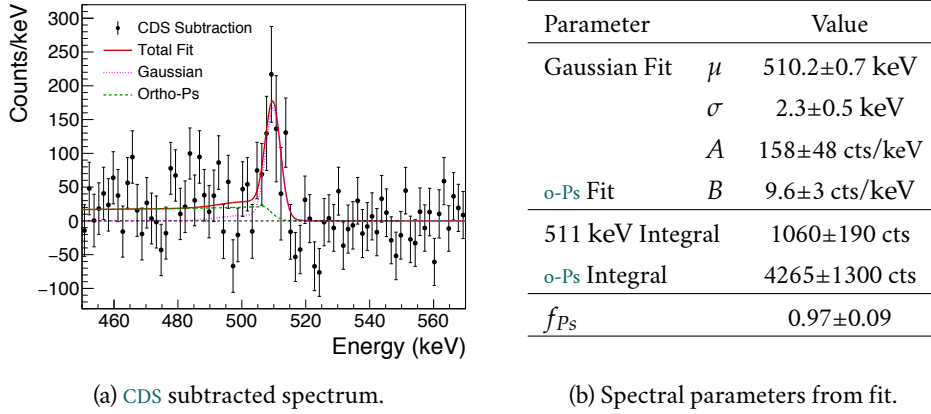 Counts/keV
300
250
200
150
100
50
0
−50
−100
CDS Subtraction
Total Fit
Gaussian
Ortho-Ps
460 480 500 520 540 560
Energy (keV)
(a) CDS subtracted spectrum.
Parameter Value
Gaussian Fit μ 510.2±0.7 keV
σ 2.3±0.5 keV
A 158±48 cts/keV
o-Ps Fit B 9.6±3 cts/keV
511 keV Integral 1060±190 cts
o-Ps Integral 4265±1300 cts
fPs 0.97±0.09
(b) Spectral parameters from fit.